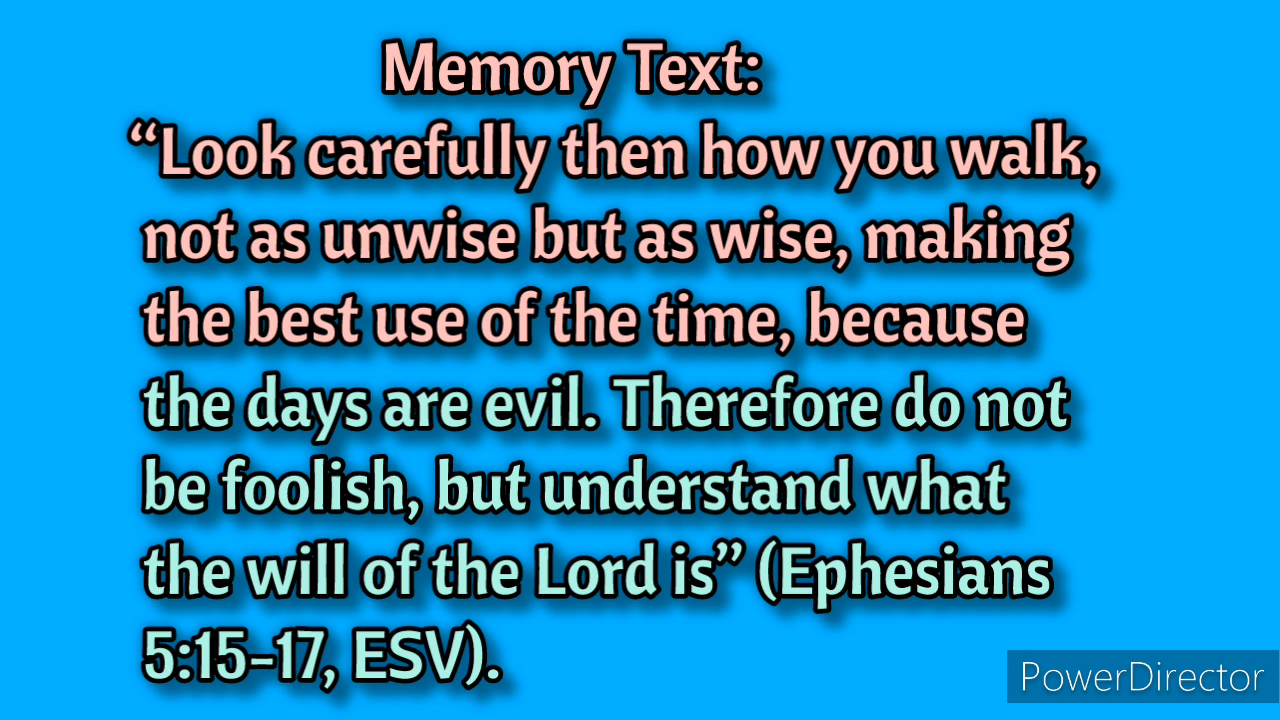 Memory Text:
“Look carefully then how you walk,
not as unwise but as wise, making
the best use of the time, because
the days are evil. Therefore do not
be foolish, but understand what
the will of the Lord is” (Ephesians
5:15-17, ESV).
PowerDirector